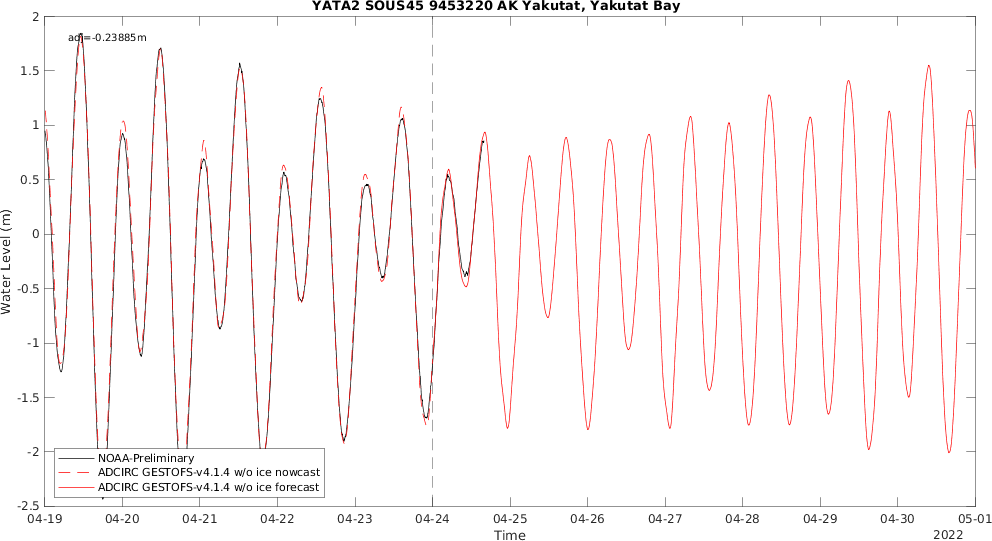 YATA2 SOUS45 9453220 AK Yakutat, Yakutat Bay
adj=-0.23885m
2
1.5
1
0.5
0
-0.5
-1
-1.5
-2
-2.5
Water Level (m)
NOAA-Preliminary
ADCIRC GESTOFS-v4.1.4 w/o ice nowcast
ADCIRC GESTOFS-v4.1.4 w/o ice forecast
04-19 04-20 04-21 04-22 04-23 04-24 04-25 04-26 04-27 04-28 04-29 04-30 05-01
Time
2022